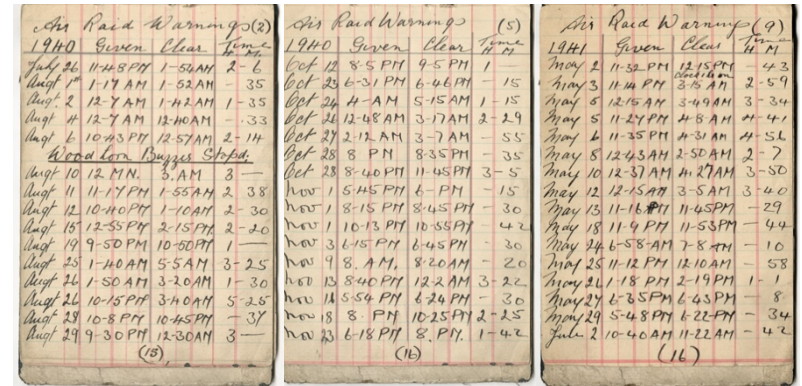 Air Raid Warnings (2)
1940 Given Clear Time
H M
July 26 11-48 PM 1-54 AM 2-6
Augt 1st 1-17 AM 1-52 AM - 35
Augt 2 12-7 AM 1-42 AM 1-35
Augt 4 12-7 AM 12-40 AM - .33
Augt 6 10-43 PM 12-57 AM 2-14
Woodhorn Buzzer Stopd.
Augt 10 12 M.N. 3 AM 3 —
Augt 11 11-17 PM 1-55 AM 2 38
Augt 12 10-40 PM 1-10 AM 2-30
Augt 15 12-55 PM 2-15 PM 2-20
Augt 19 9-50 PM 10-50 PM 1 —
Augt 25 1-40 AM 5-5 AM 3-25
Augt 26 1-50 AM 3-20 AM 1-30
Augt 26 10-15 PM 3-40 AM 5-25
Augt 28 10-8 PM 10-45 PM - 37
Augt 29 9-30 PM 12-30 AM 3 —
(15)
Air Raid Warnings (5)
1940 Given Clear Time
H M
Oct 12 8-5 PM 9-5 PM 1
Oct 23 6-31 PM 6-46 PM - 15
Oct 24 4-AM 5-15 AM 1-15
Oct 26 12-48 AM 3-17 AM 2-29
Oct 27 2-12 AM 3-7 AM - 55
Oct 28 8 PM 8-35 PM - 35
Oct 28 8-40 PM 11-45 PM 3-5
Nov 1 5-45 PM 6-PM - 15
Nov 1 8-15 PM 8-45 PM - 30
Nov 1 10-13 PM 10-55 PM - 42
Nov 3 6-15 PM 6-45 PM - 30
Nov 9 8. AM. 8-20 AM - 20
Nov 13 8-40 PM 12-2 AM 3-22
Nov 18 5-54 PM 6-24 PM - 30
Nov 18 8. PM 10-25 PM 2-25
Nov 23 6-18 PM 8. PM. 1-42
(16)
Air Raid Warnings (9)
1941 Given Clear Time
H M
May 2 11-32 PM 12-15 PM - 43
May 3 11-14 PM 3-15 AM 2-59
May 5 12-15 AM 3-49 AM 3-34
May 5 11-27 PM 4-8 AM 4-41
May 6 11-35 PM 4-31 AM 4-56
May 8 12-43 AM 2-50 AM 2-7
May 10 12-37 AM 4-27 AM 3-50
May 12 12-15 AM 3-5 AM 3-40
May 13 11-16 PM 11-45 PM - 29
May 18 11-9 PM 11-53 PM - 44
May 24 6-58-AM 7-8 AM - 10
May 25 11-12 PM 12-10 AM - 58
May 26 1-18 PM 2-19 PM 1-1
May 27 6-35 PM 6-43 PM - 8
May 29 5-48 PM 6-22-PM - 34
July 2 10-40 AM 11-22 AM - 42
(16)